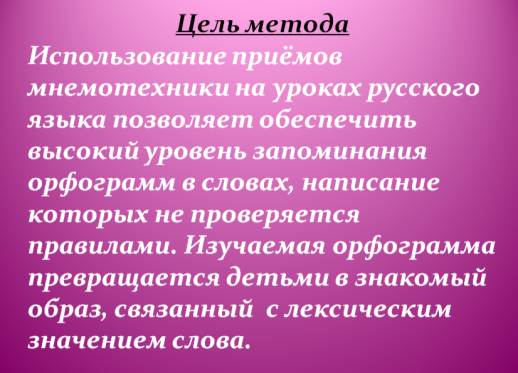 Цель метода
Использование приёмов
мнемотехники на уроках русского
языка позволяет обеспечить
высокий уровень запоминания
орфограмм в словах, написание
которых не проверяется
правилами. Изучаемая орфограмма
превращается детьми в знакомый
образ, связанный с лексическим
значением слова.